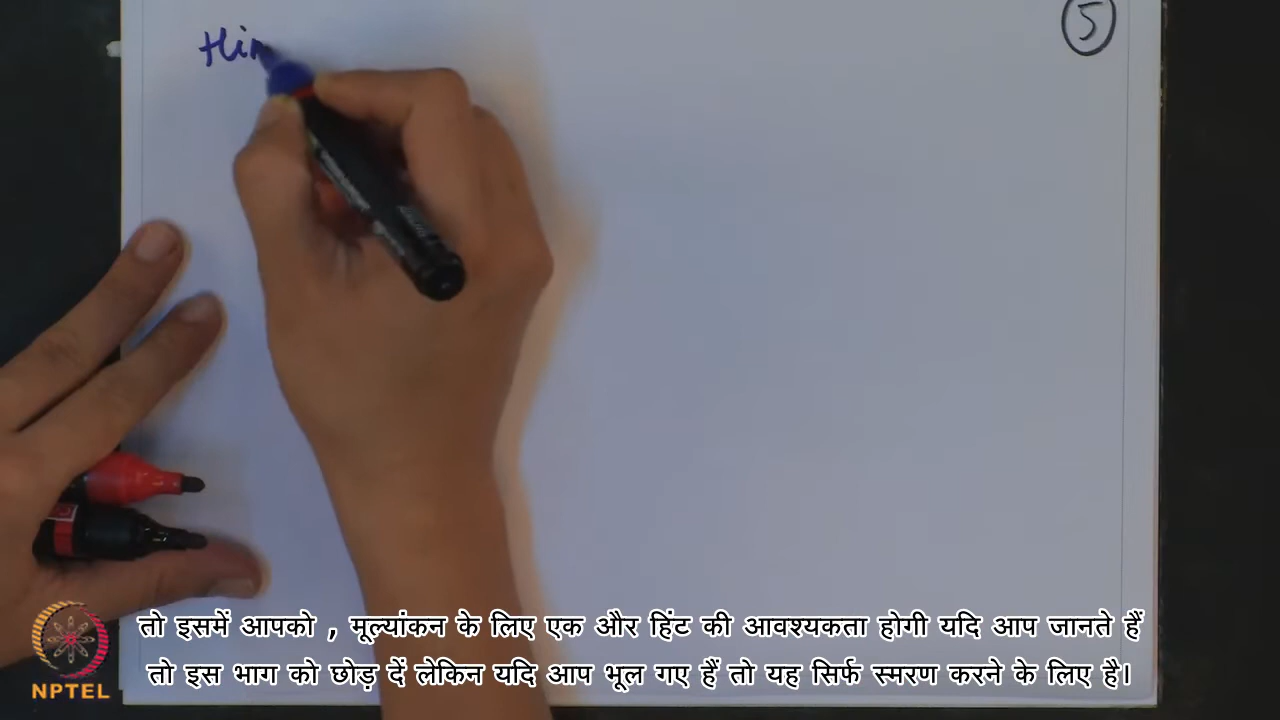 Hin
5
तो इसमें आपको , मूल्यांकन के लिए एक और हिंट की आवश्यकता होगी यदि आप जानते हैं
तो इस भाग को छोड़ दें लेकिन यदि आप भूल गए हैं तो यह सिर्फ स्मरण करने के लिए है।
NPTEL